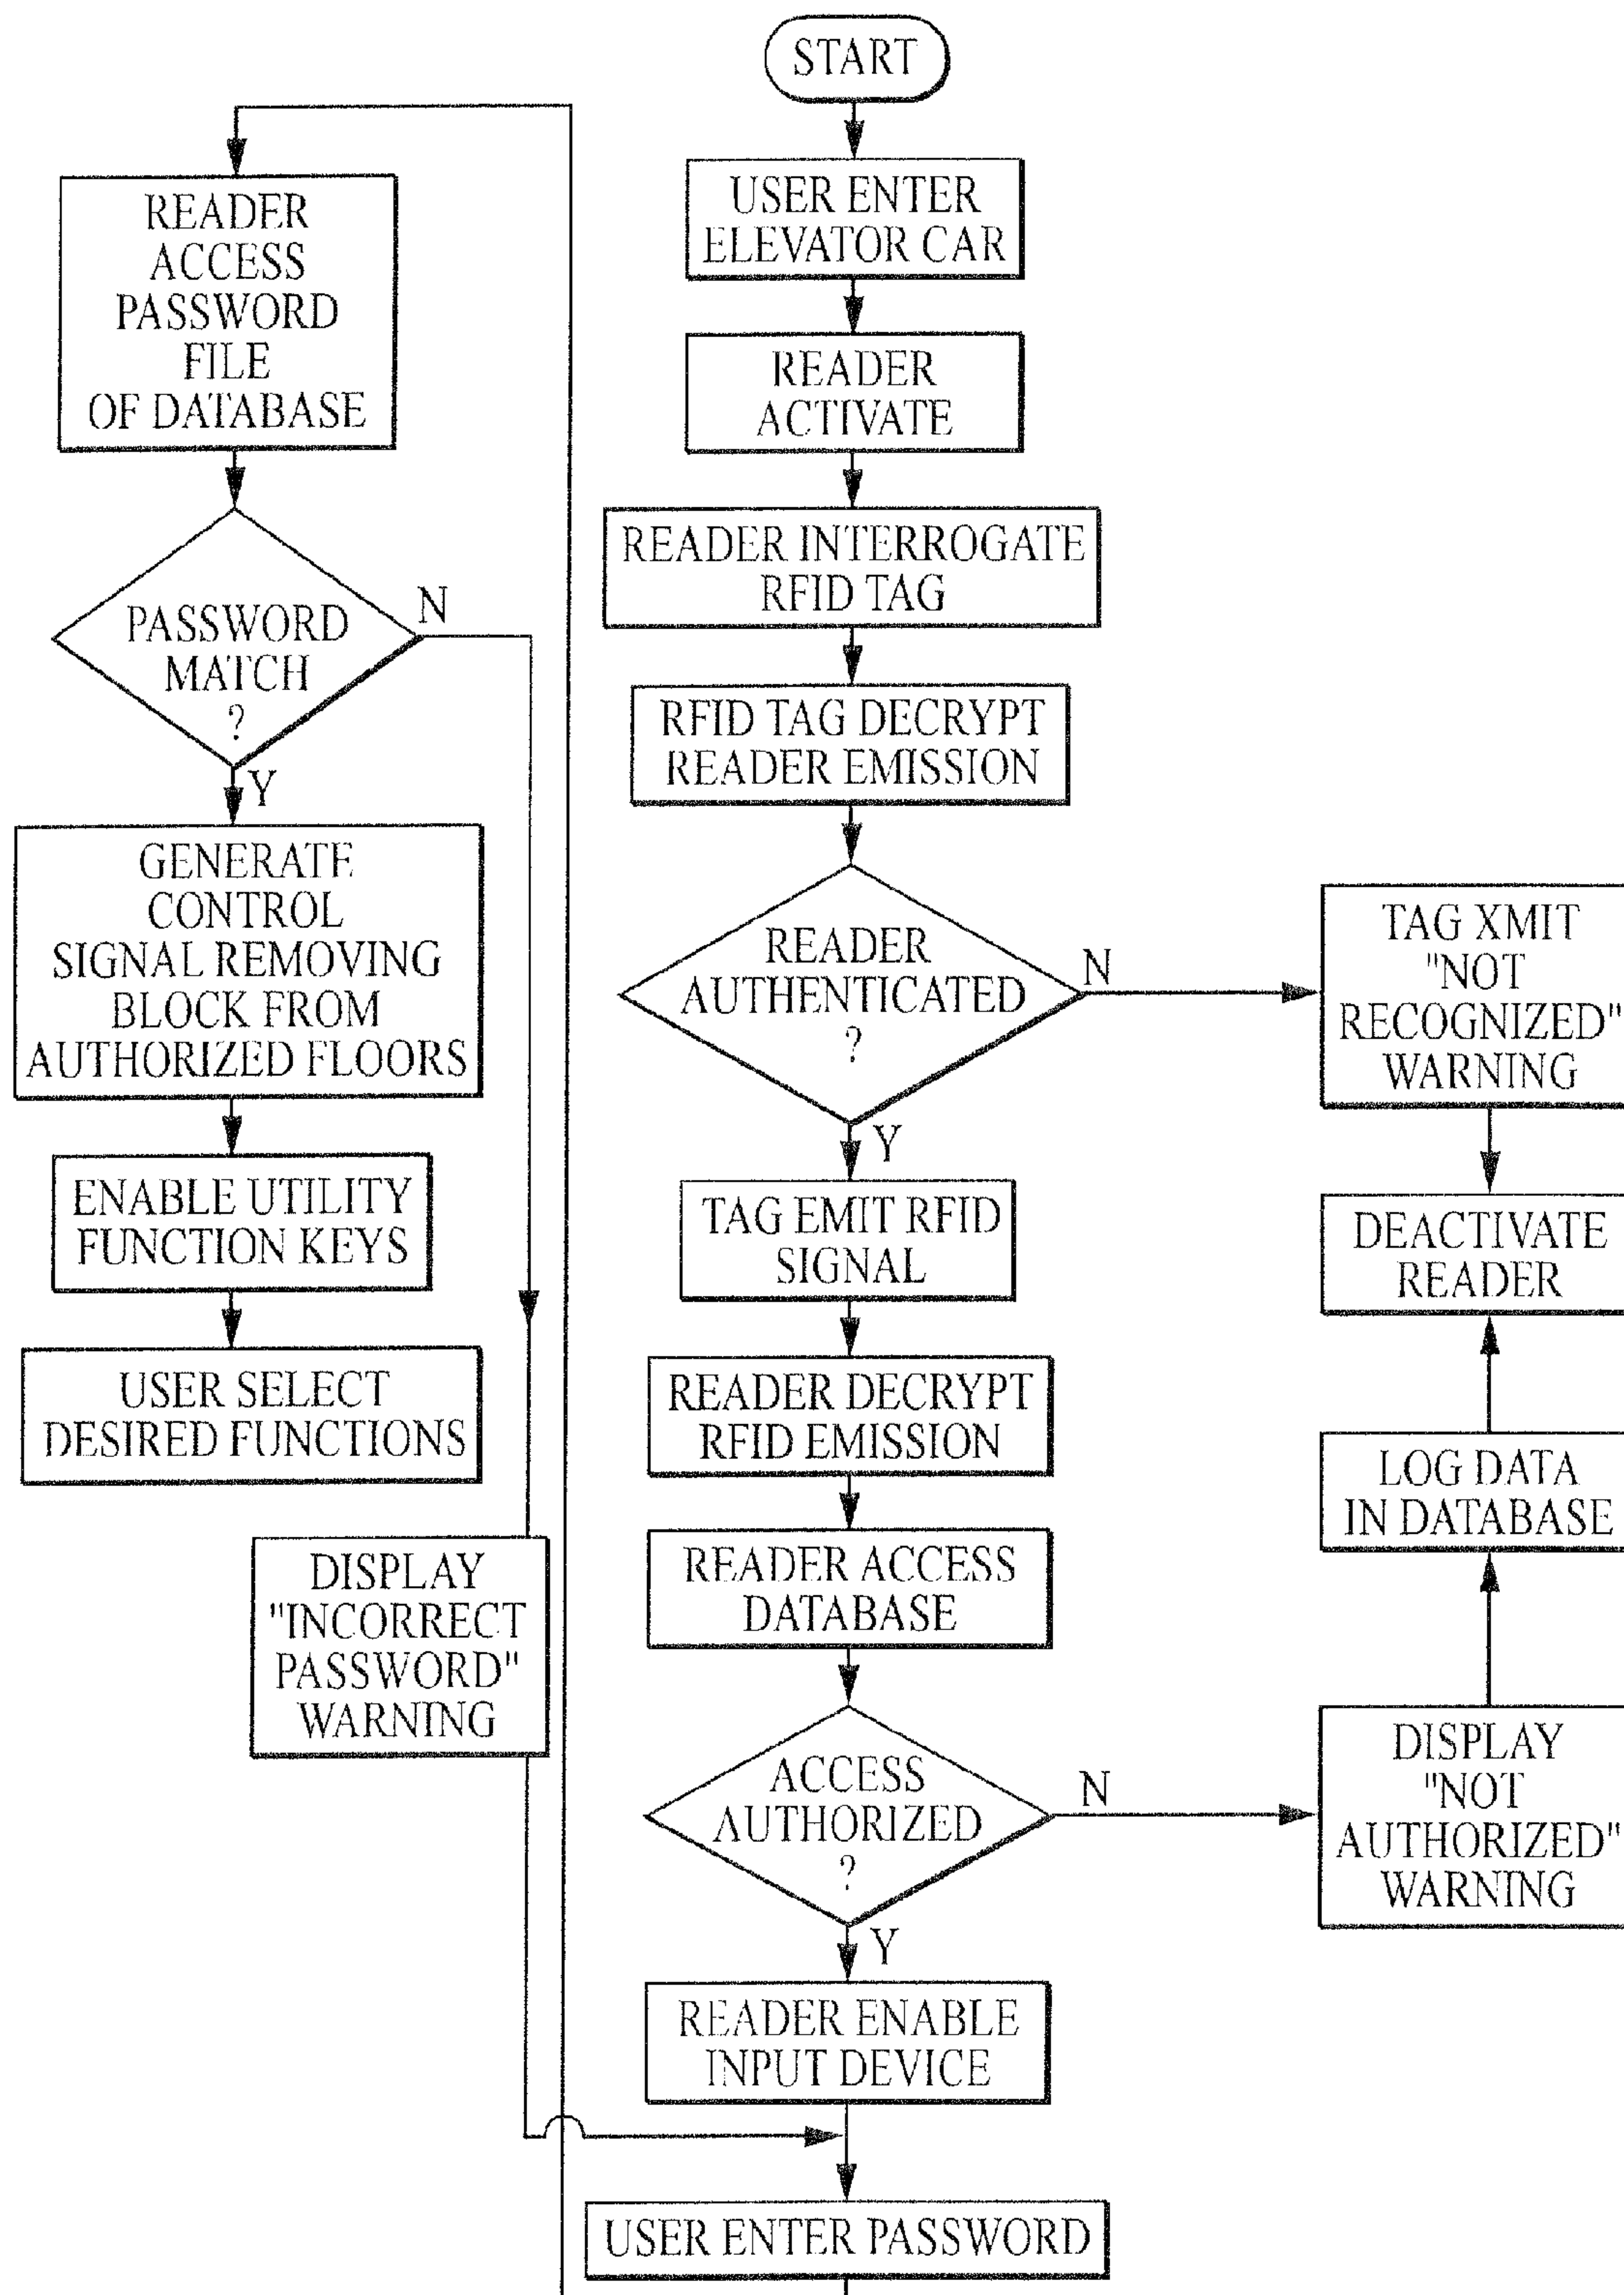 START
USER ENTER
ELEVATOR CAR
READER
ACTIVATE
READER INTERROGATE
RFID TAG
RFID TAG DECRYPT
READER EMISSION
READER
AUTHENTICATED
?
N
Y
TAG XMIT
"NOT
RECOGNIZED"
WARNING
DEACTIVATE
READER
TAG EMIT RFID
SIGNAL
READER DECRYPT
RFID EMISSION
READER ACCESS
DATABASE
ACCESS
AUTHORIZED
?
N
Y
DISPLAY
"NOT
AUTHORIZED"
WARNING
LOG DATA
IN DATABASE
READER ENABLE
INPUT DEVICE
USER ENTER PASSWORD
READER
ACCESS
PASSWORD
FILE
OF DATABASE
PASSWORD
MATCH
?
N
Y
GENERATE
CONTROL
SIGNAL REMOVING
BLOCK FROM
AUTHORIZED FLOORS
ENABLE UTILITY
FUNCTION KEYS
USER SELECT
DESIRED FUNCTIONS
DISPLAY
"INCORRECT
PASSWORD"
WARNING